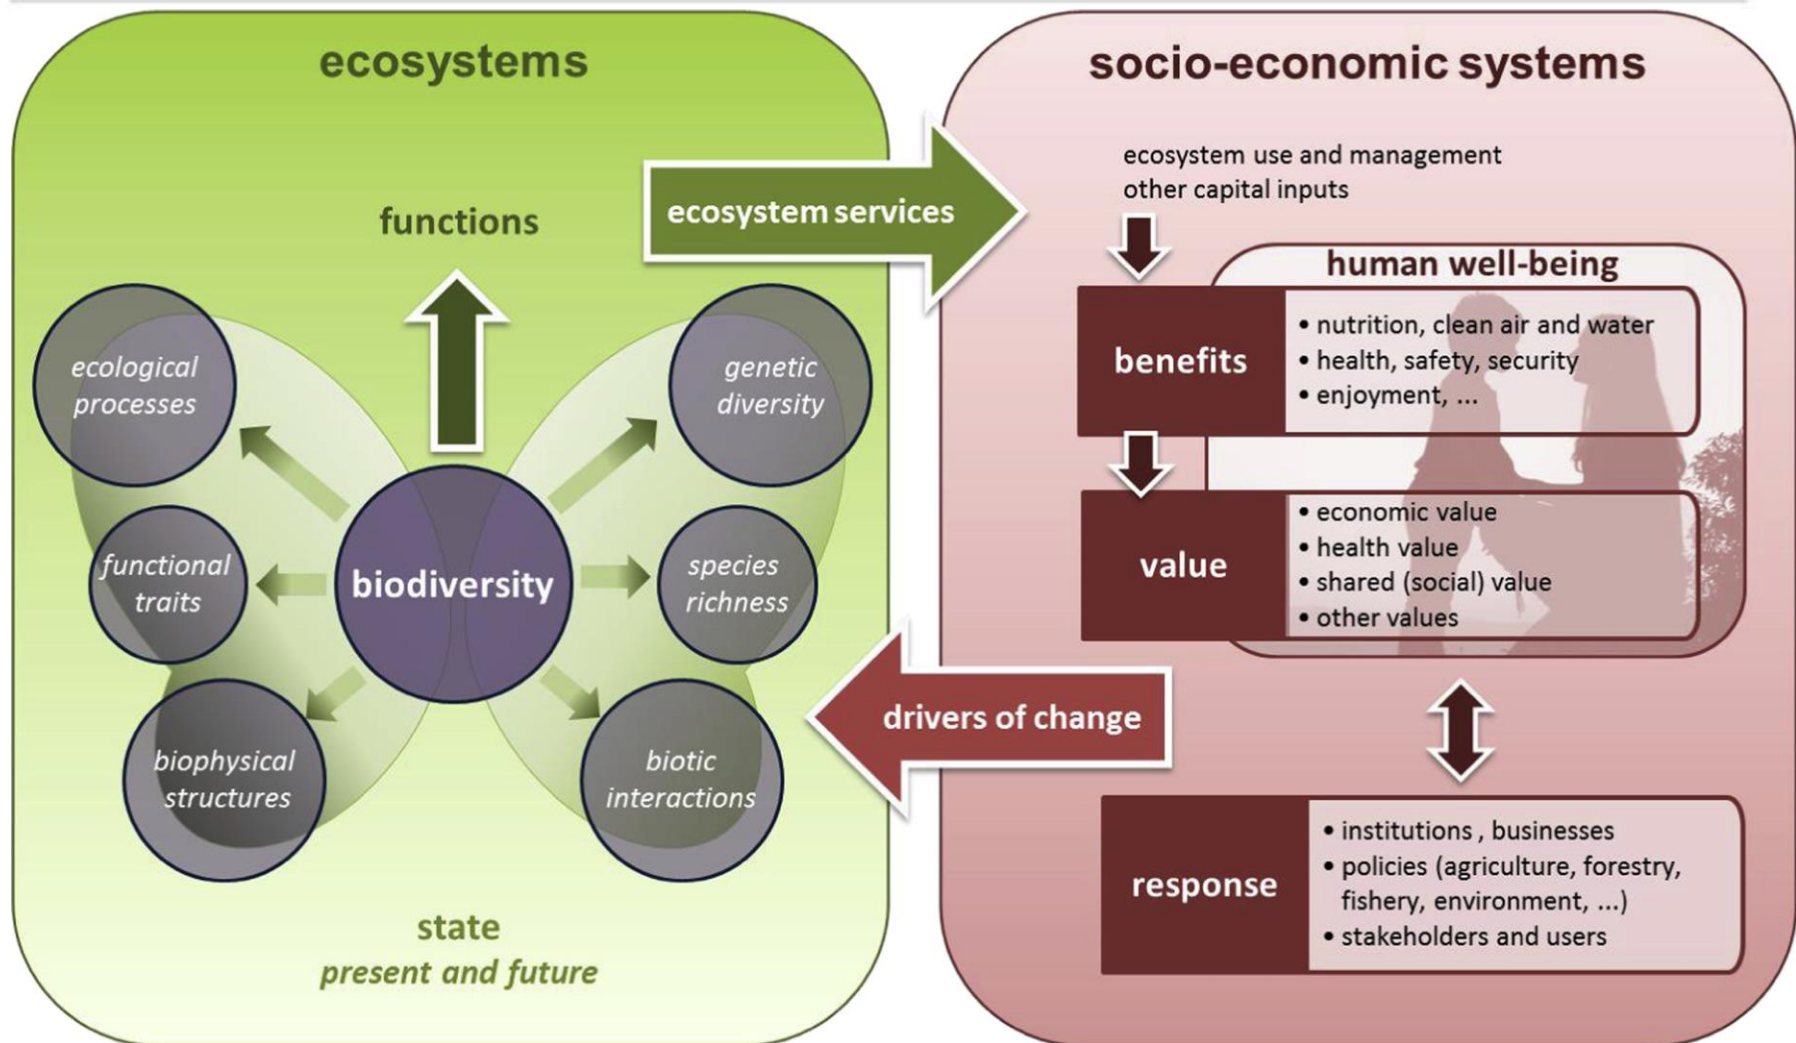 ecosystems
functions
ecosystem services
ecological
processes
genetic
diversity
functional
traits
biodiversity
species
richness
biophysical
structures
biotic
interactions
state
present and future
drivers of change
socio-economic systems
ecosystem use and management
other capital inputs
human well-being
benefits
• nutrition, clean air and water
• health, safety, security
• enjoyment, ...
value
• economic value
• health value
• shared (social) value
• other values
response
• institutions , businesses
• policies (agriculture, forestry,
fishery, environment, ...)
• stakeholders and users